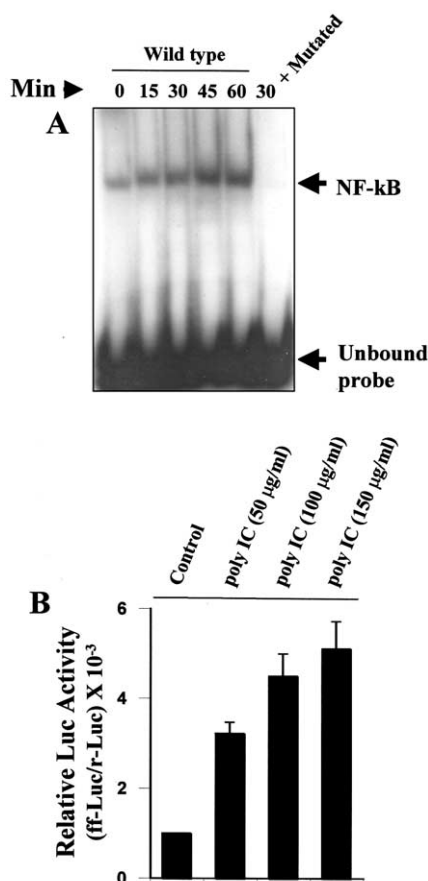 Wild type
+ Mutated
Min
0 15 30 45 60 30
A
NF-kB
Unbound
probe
Control
poly IC (50 µg/ml)
poly IC (100 µg/ml)
poly IC (150 µg/ml)
B
Relative Luc Activity
(ff-Luc/r-Luc) X 10⁻³
6
4
2
0